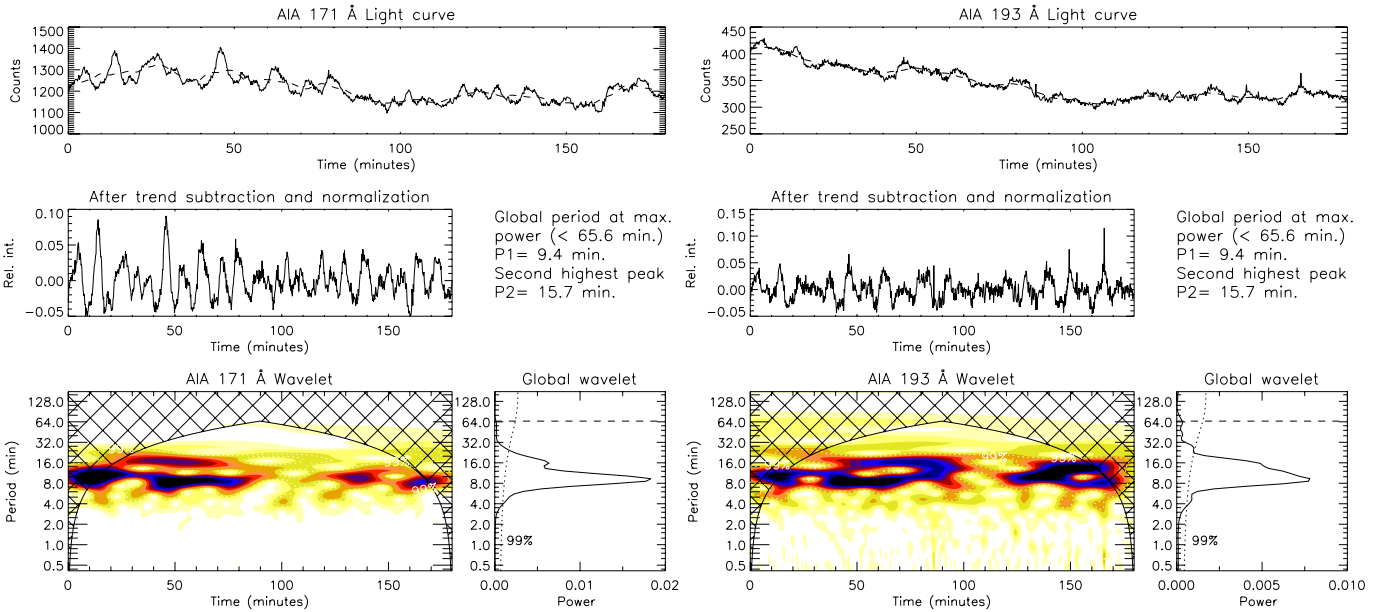 AIA 171 Å Light curve
1500
1400
1300
1200
1100
1000
Counts
0 50 100 150
Time (minutes)
After trend subtraction and normalization
0.10
0.05
0.00
-0.05
Rel. int.
0 50 100 150
Time (minutes)
Global period at max.
power (< 65.6 min.)
P1= 9.4 min.
Second highest peak
P2= 15.7 min.
AIA 171 Å Wavelet
128.0
64.0
32.0
16.0
8.0
4.0
2.0
1.0
0.5
Period (min)
99%
0 50 100 150
Time (minutes)
Global wavelet
128.0
64.0
32.0
16.0
8.0
4.0
2.0
1.0
0.5
99%
0.00 0.01 0.02
Power
AIA 193 Å Light curve
450
400
350
300
250
Counts
0 50 100 150
Time (minutes)
After trend subtraction and normalization
0.15
0.10
0.05
0.00
-0.05
Rel. int.
0 50 100 150
Time (minutes)
Global period at max.
power (< 65.6 min.)
P1= 9.4 min.
Second highest peak
P2= 15.7 min.
AIA 193 Å Wavelet
128.0
64.0
32.0
16.0
8.0
4.0
2.0
1.0
0.5
Period (min)
99%
99%
99%
0 50 100 150
Time (minutes)
Global wavelet
128.0
64.0
32.0
16.0
8.0
4.0
2.0
1.0
0.5
99%
0.000 0.005 0.010
Power